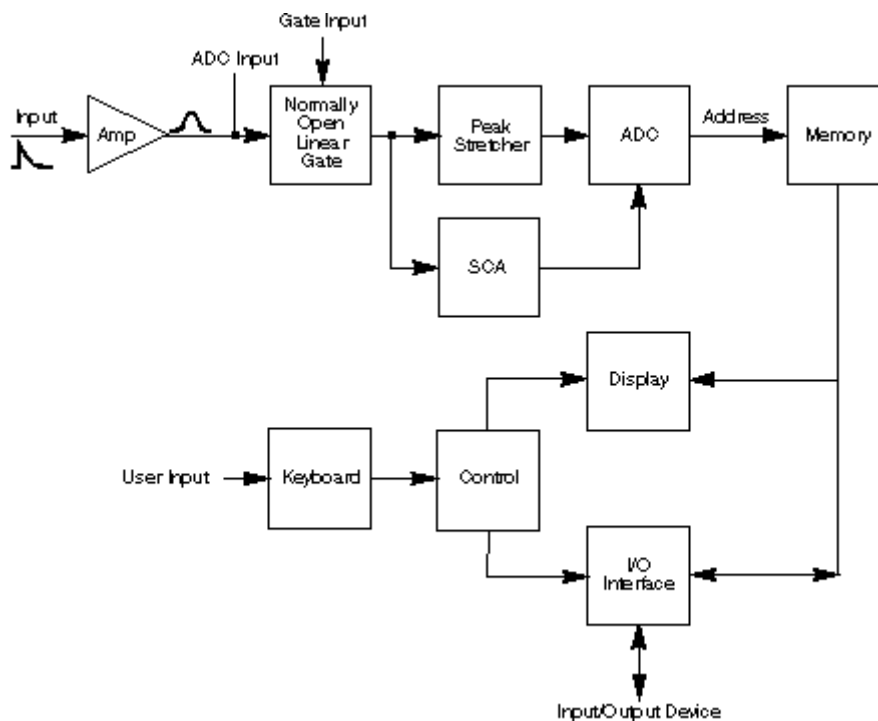 Gate Input
ADC Input
Input
Amp
Normally
Open
Linear
Gate
Peak
Stretcher
ADC
Address
Memory
SCA
Display
User Input
Keyboard
Control
I/O
Interface
Input/Output Device